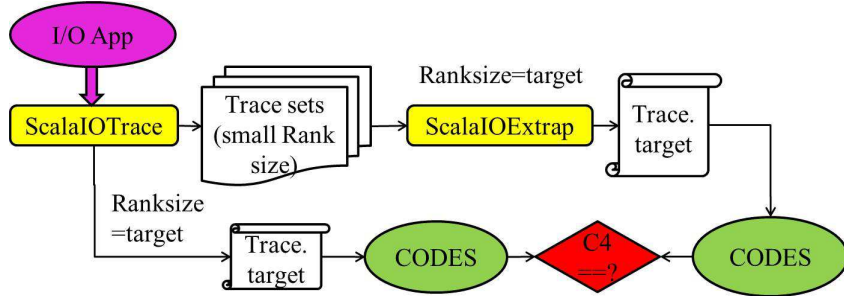 I/O App
Ranksize=target
ScalaIOTrace
Trace sets
(small Rank
size)
ScalaIOExtrap
Trace.
target
Ranksize
=target
Trace.
target
CODES
C4
==?
CODES